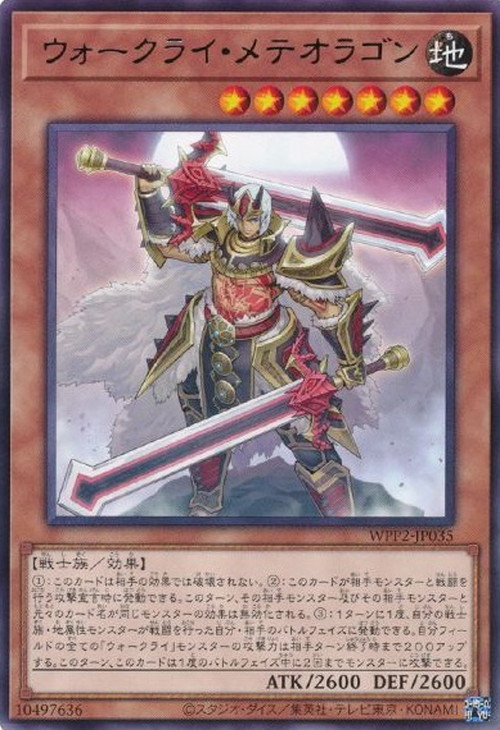 ウォークライ・メテオラゴン
地
WPP2-JP035
【戦士族/効果】
①:このカードは相手の効果では破壊されない。②:このカードが相手モンスターと戦闘を
行う攻撃宣言時に発動できる。このターン、その相手モンスター及びその相手モンスターと
元々のカード名が同じモンスターの効果は無効化される。③:1ターンに1度、自分の戦士
族・地属性モンスターが戦闘を行った自分・相手のバトルフェイズに発動できる。自分フィー
ルドの全ての「ウォークライ」モンスターの攻撃力は相手ターン終了時まで200アップ
する。このターン、このカードは1度のバトルフェイズ中に2回までモンスターに攻撃できる。
ATK/2600 DEF/2600
10497636 ©スタジオ・ダイス/集英社・テレビ東京・KONAMI